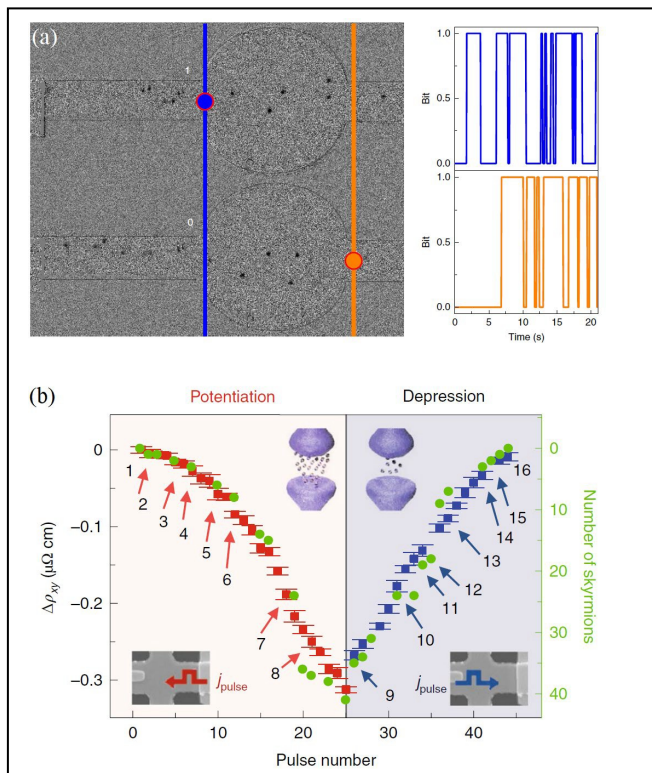 (a)
1
0
1.0
0.5
Bit
0.0
1.0
0.5
Bit
0.0
0 5 10 15 20
Time (s)
(b)
Potentiation Depression
0
−0.1
−0.2
−0.3
Δρxy (µΩ cm)
0
10
20
30
40
Number of skyrmions
1
2
3
4
5
6
7
8
9
10
11
12
13
14
15
16
jpulse
jpulse
0 10 20 30 40
Pulse number